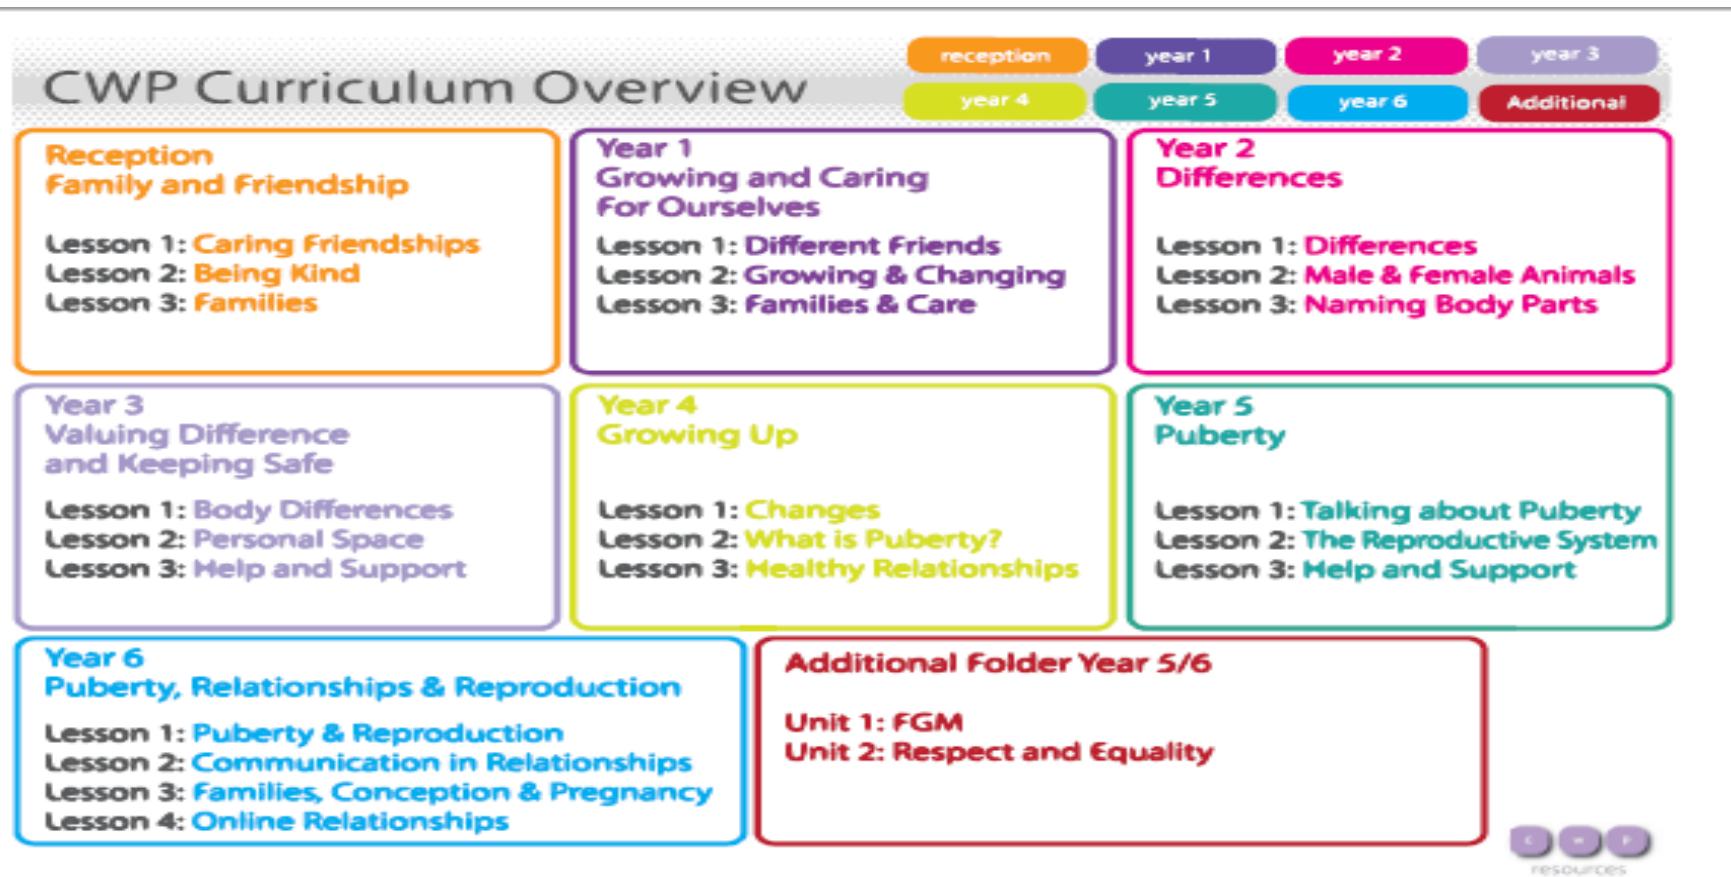 CWP Curriculum Overview
reception
year 1
year 2
year 3
year 4
year 5
year 6
Additional
Reception
Family and Friendship
Lesson 1: Caring Friendships
Lesson 2: Being Kind
Lesson 3: Families
Year 1
Growing and Caring
For Ourselves
Lesson 1: Different Friends
Lesson 2: Growing & Changing
Lesson 3: Families & Care
Year 2
Differences
Lesson 1: Differences
Lesson 2: Male & Female Animals
Lesson 3: Naming Body Parts
Year 3
Valuing Difference
and Keeping Safe
Lesson 1: Body Differences
Lesson 2: Personal Space
Lesson 3: Help and Support
Year 4
Growing Up
Lesson 1: Changes
Lesson 2: What is Puberty?
Lesson 3: Healthy Relationships
Year 5
Puberty
Lesson 1: Talking about Puberty
Lesson 2: The Reproductive System
Lesson 3: Help and Support
Year 6
Puberty, Relationships & Reproduction
Lesson 1: Puberty & Reproduction
Lesson 2: Communication in Relationships
Lesson 3: Families, Conception & Pregnancy
Lesson 4: Online Relationships
Additional Folder Year 5/6
Unit 1: FGM
Unit 2: Respect and Equality
C W P
resources